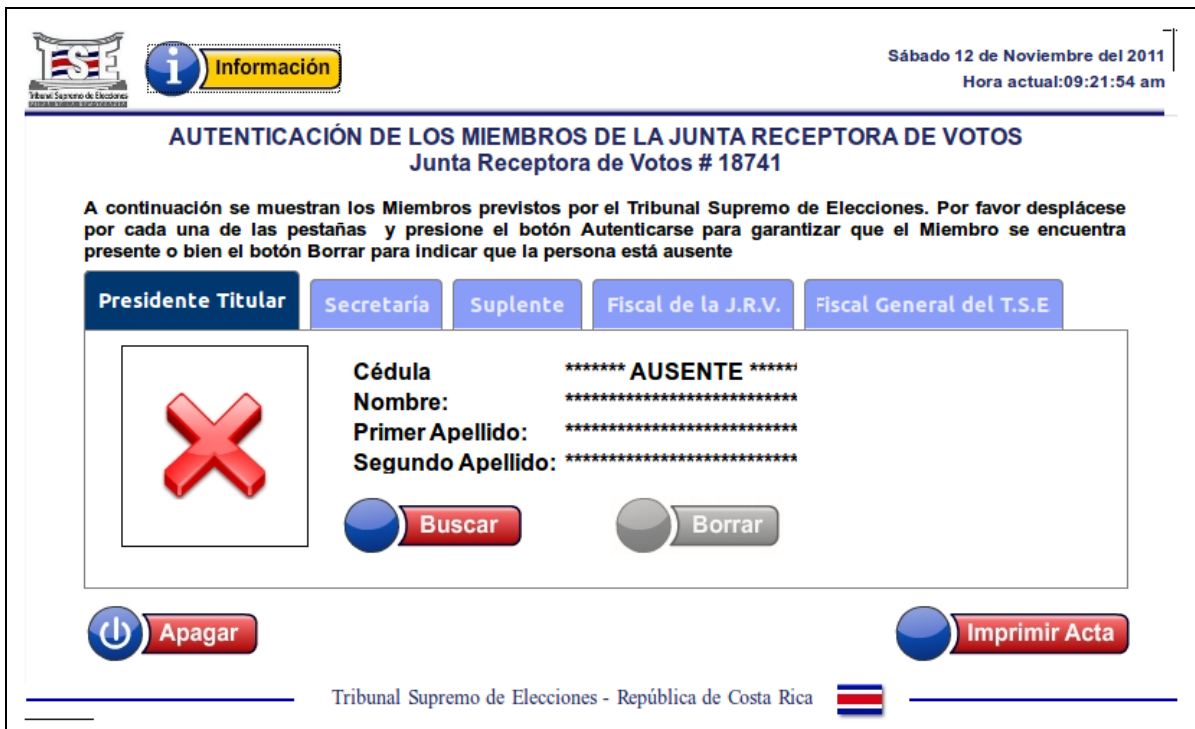 TSE
Tribunal Supremo de Elecciones
i Información
Sábado 12 de Noviembre del 2011
Hora actual:09:21:54 am
AUTENTICACIÓN DE LOS MIEMBROS DE LA JUNTA RECEPTORA DE VOTOS
Junta Receptora de Votos # 18741
A continuación se muestran los Miembros previstos por el Tribunal Supremo de Elecciones. Por favor desplácese
por cada una de las pestañas y presione el botón Autenticarse para garantizar que el Miembro se encuentra
presente o bien el botón Borrar para indicar que la persona está ausente
Presidente Titular Secretaría Suplente Fiscal de la J.R.V. Fiscal General del T.S.E
Cédula ******* AUSENTE ******
Nombre: ***************************
Primer Apellido: ***************************
Segundo Apellido: ***************************
Buscar Borrar
Apagar Imprimir Acta
Tribunal Supremo de Elecciones - República de Costa Rica